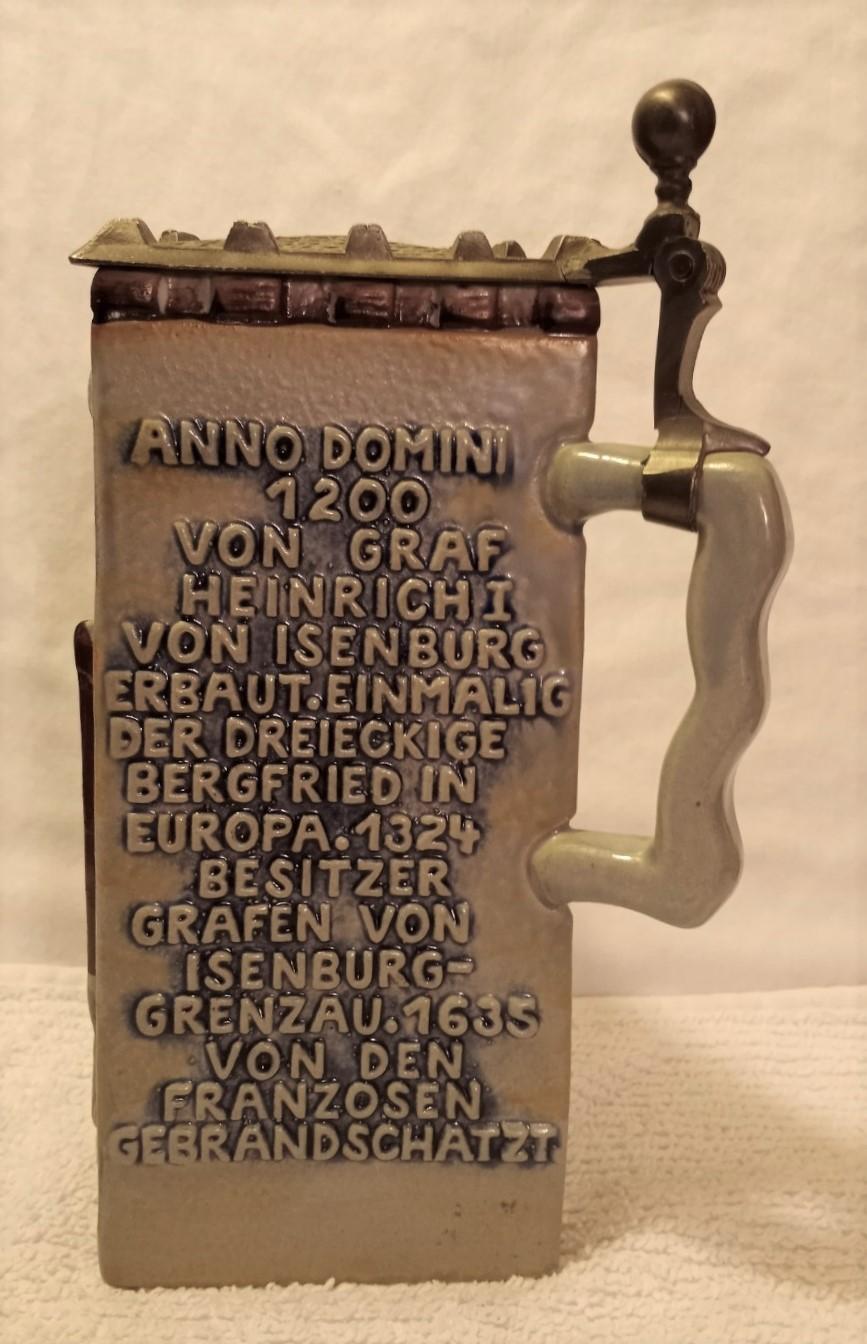 ANNO DOMINI
1200
VON GRAF
HEINRICH I
VON ISENBURG
ERBAUT.EINMALIG
DER DREIECKIGE
BERGFRIED IN
EUROPA.1324
BESITZER
GRAFEN VON
ISENBURG-
GRENZAU.1635
VON DEN
FRANZOSEN
GEBRANDSCHATZT